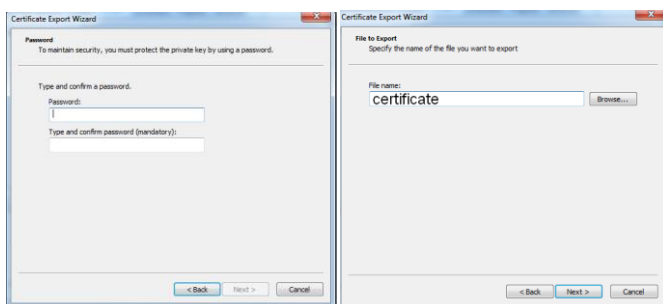 Certificate Export Wizard
Password
To maintain security, you must protect the private key by using a password.
Type and confirm a password.
Password:
Type and confirm password (mandatory):
< Back
Next >
Cancel
Certificate Export Wizard
File to Export
Specify the name of the file you want to export
File name:
certificate
Browse...
< Back
Next >
Cancel